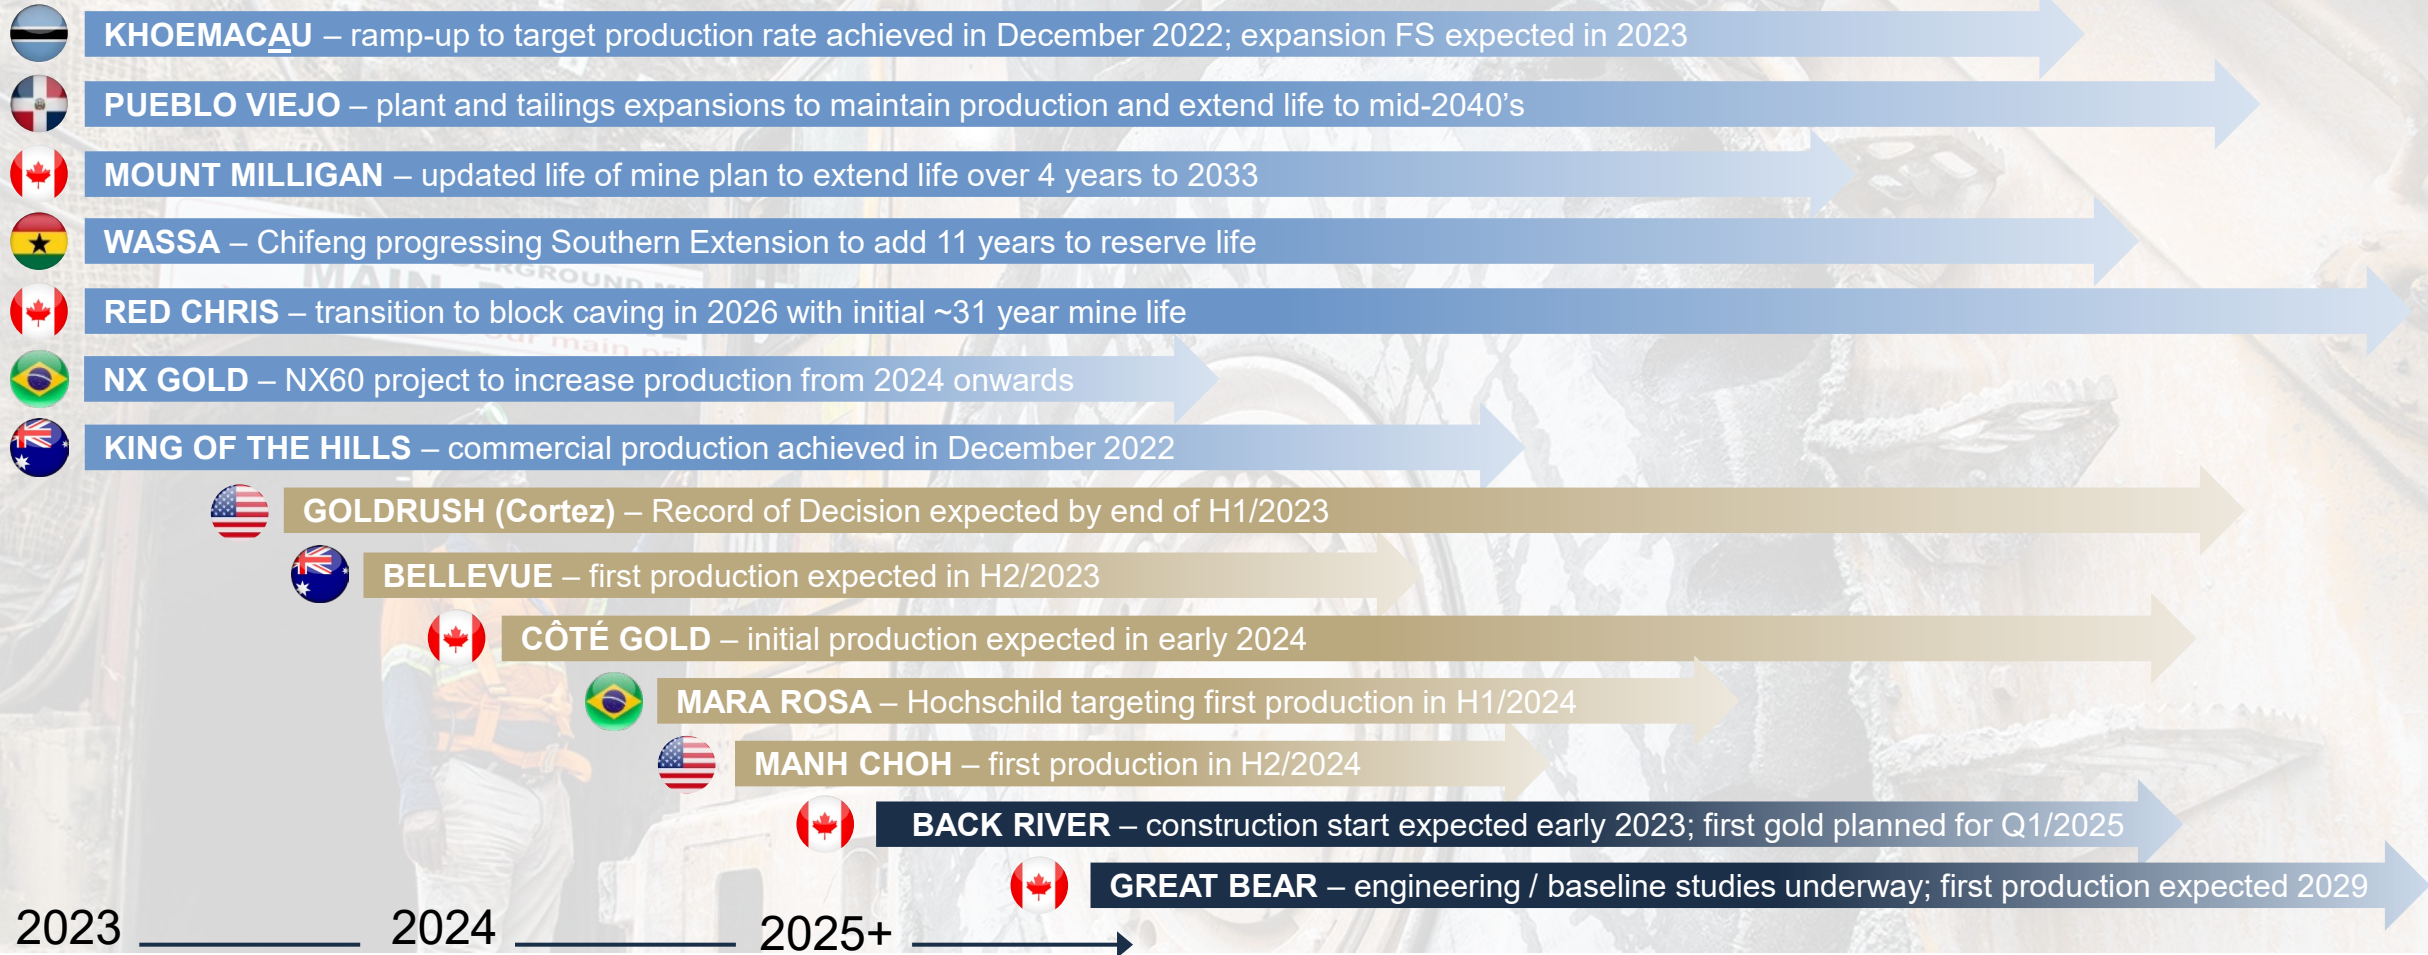 KHOEMACAU – ramp-up to target production rate achieved in December 2022; expansion FS expected in 2023
PUEBLO VIEJO – plant and tailings expansions to maintain production and extend life to mid-2040’s
MOUNT MILLIGAN – updated life of mine plan to extend life over 4 years to 2033
WASSA – Chifeng progressing Southern Extension to add 11 years to reserve life
RED CHRIS – transition to block caving in 2026 with initial ~31 year mine life
NX GOLD – NX60 project to increase production from 2024 onwards
KING OF THE HILLS – commercial production achieved in December 2022
GOLDRUSH (Cortez) – Record of Decision expected by end of H1/2023
BELLEVUE – first production expected in H2/2023
CÔTÉ GOLD – initial production expected in early 2024
MARA ROSA – Hochschild targeting first production in H1/2024
MANH CHOH – first production in H2/2024
BACK RIVER – construction start expected early 2023; first gold planned for Q1/2025
GREAT BEAR – engineering / baseline studies underway; first production expected 2029
2023 2024 2025+